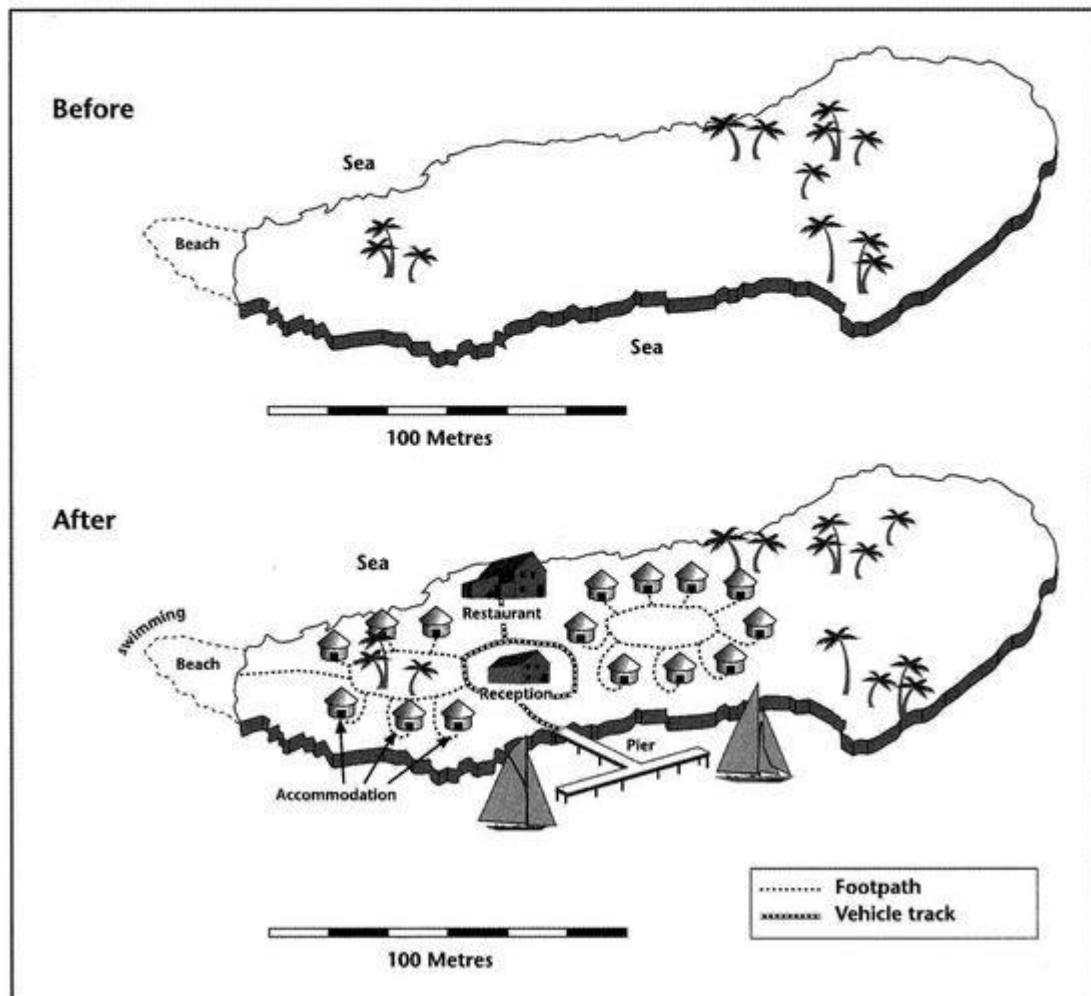 Before
Sea
Beach
Sea
100 Metres
After
Sea
Swimming
Restaurant
Beach
Reception
Pier
Accommodation
Footpath
Vehicle track
100 Metres